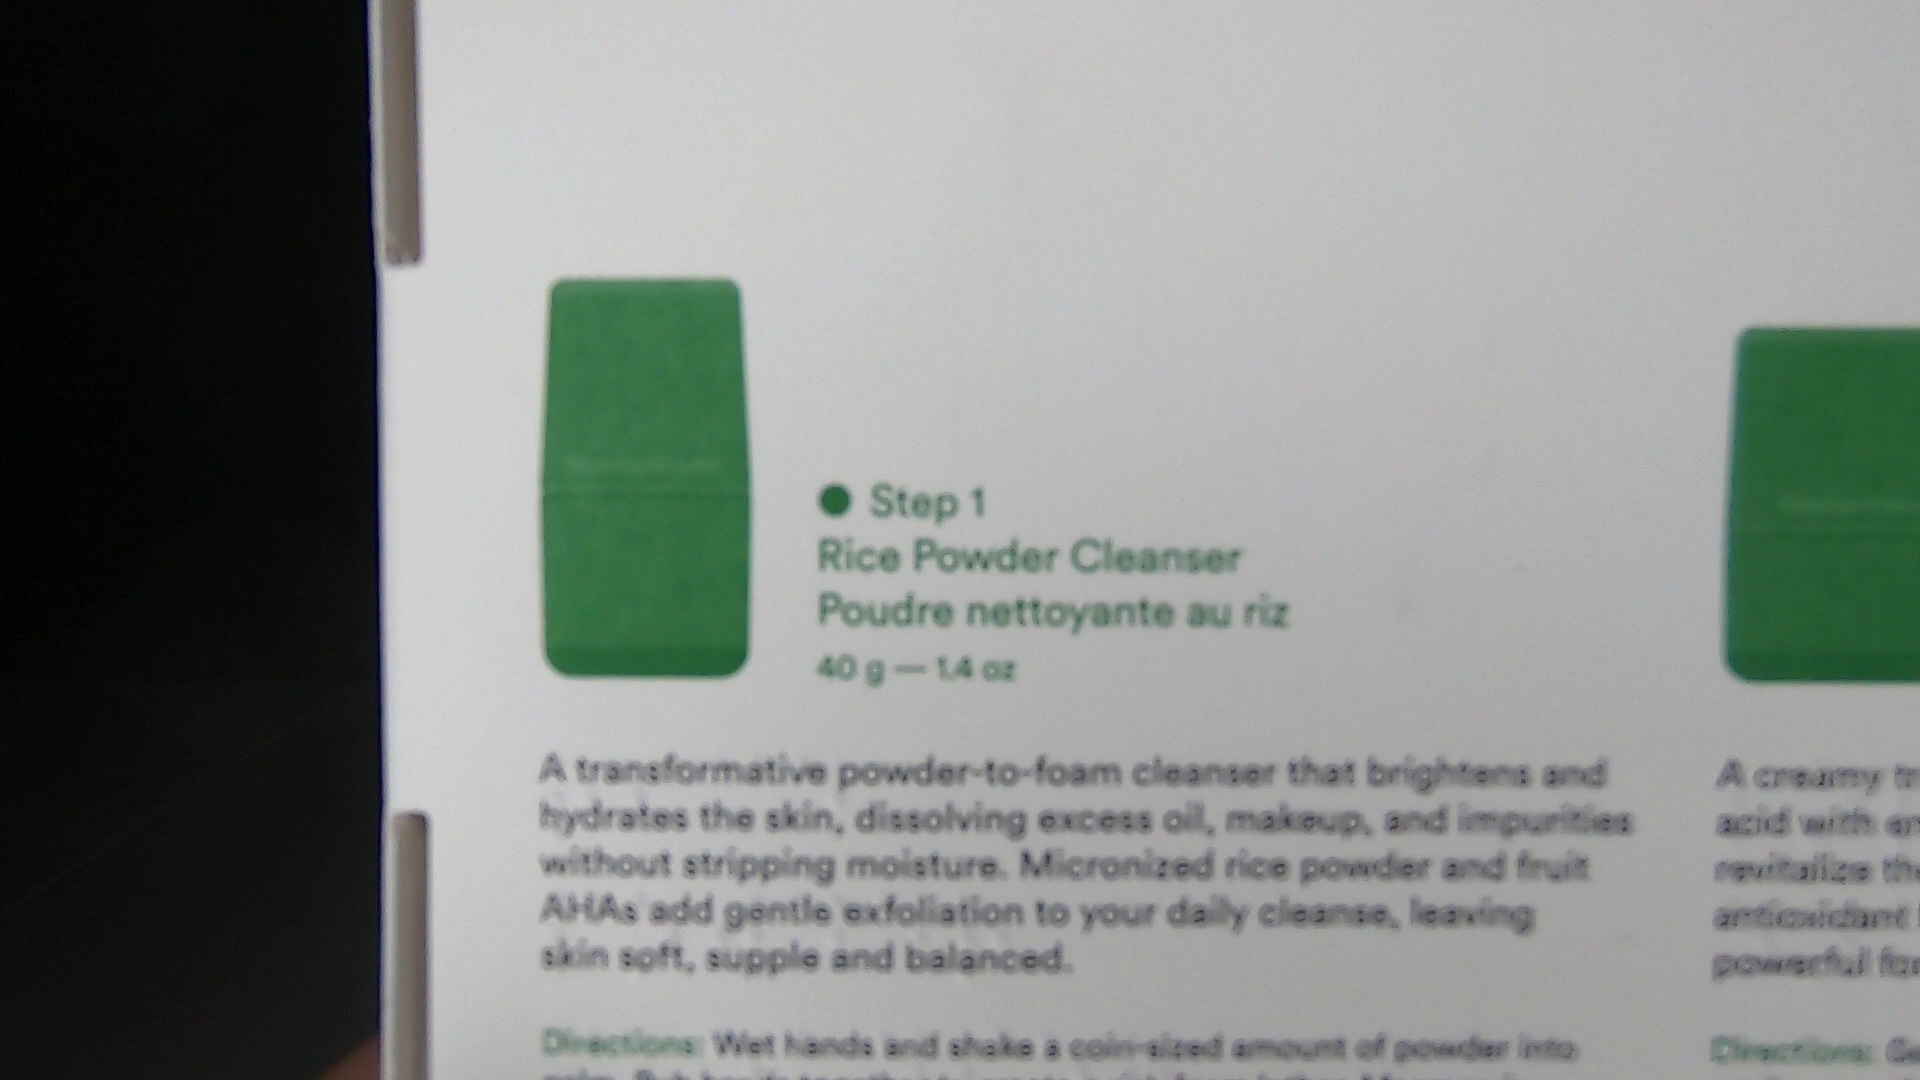 Step 1
Rice Powder Cleanser
Poudre nettoyante au riz
40 g — 1.4 oz
A transformative powder-to-foam cleanser that brightens and
hydrates the skin, dissolving excess oil, makeup, and impurities
without stripping moisture. Micronized rice powder and fruit
AHAs add gentle exfoliation to your daily cleanse, leaving
skin soft, supple and balanced.
Directions: Wet hands and shake a coin-sized amount of powder into
A creamy
acid with
revitalize
antioxidant
powerful
Directions: